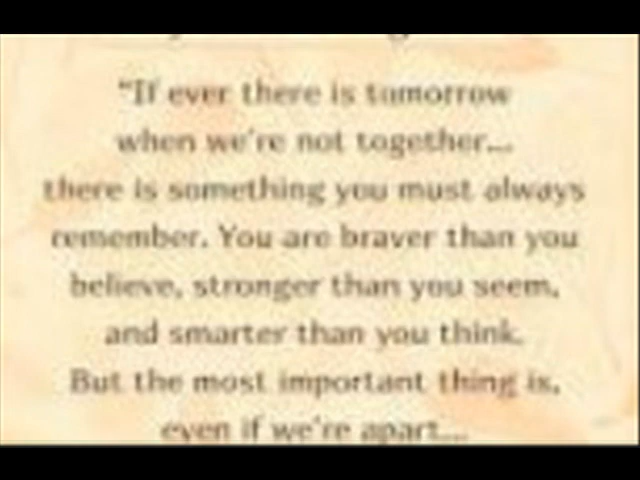 "If ever there is tomorrow
when we're not together...
there is something you must always
remember. You are braver than you
believe, stronger than you seem,
and smarter than you think.
But the most important thing is,
even if we're apart...